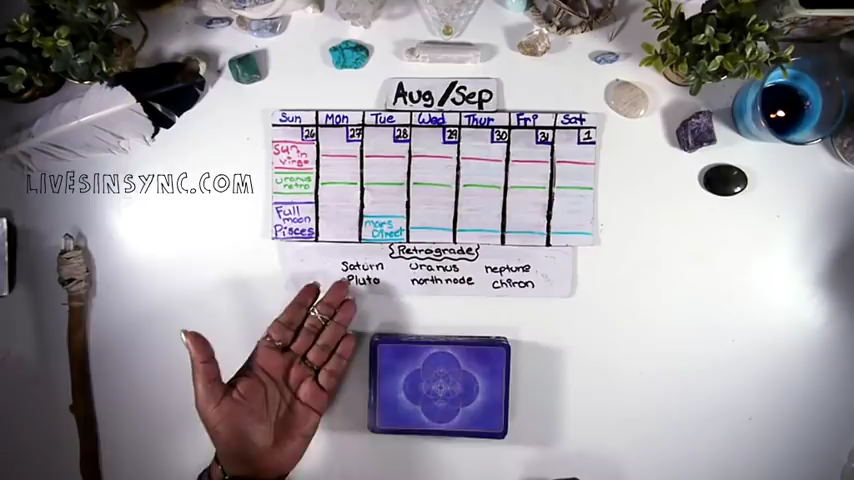 Aug/Sep
Sun Mon Tue Wed Thur Fri Sat
26 27 28 29 30 31 1
Sun in virgo
uranus retro
Full moon Pisces
mars Direct
LIVESINSYNC.COM
Retrograde
Saturn uranus neptune
Pluto north node chiron